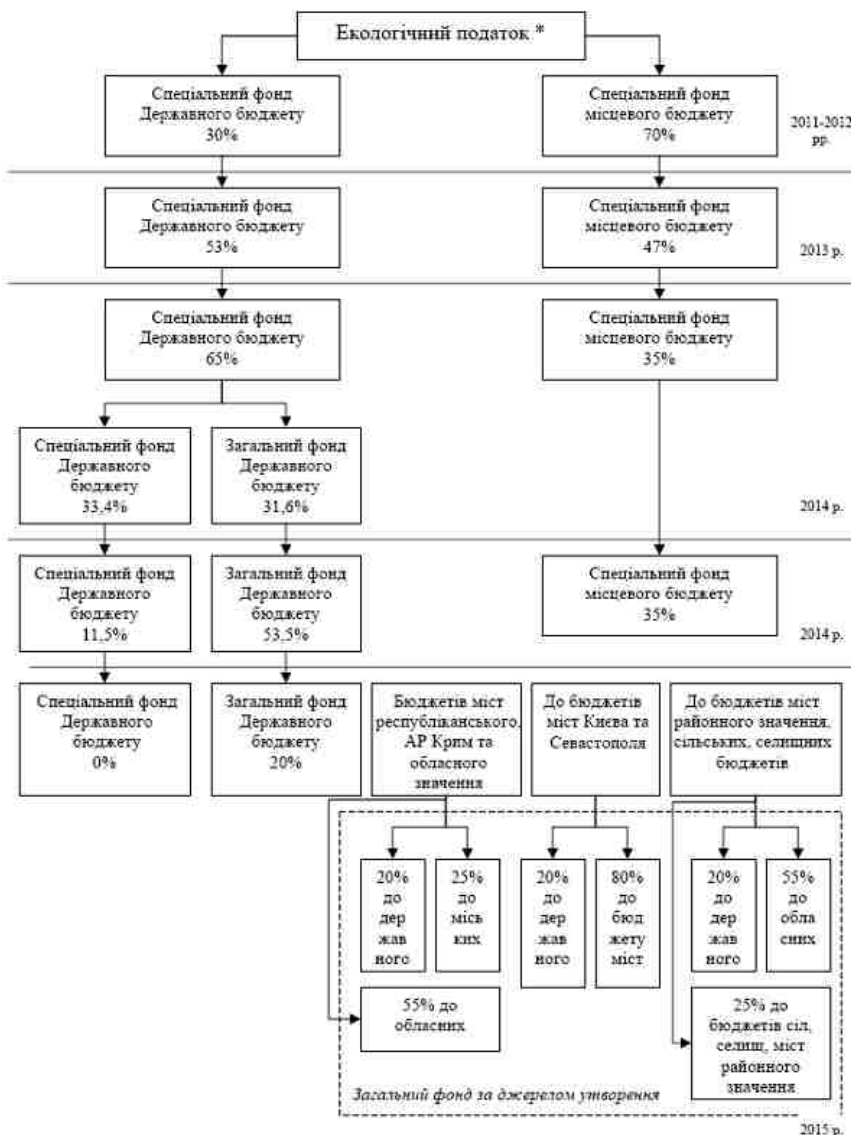 Екологічний податок *
Спеціальний фонд
Державного бюджету
30%
Спеціальний фонд
місцевого бюджету
70%
2011-2012
рр.
Спеціальний фонд
Державного бюджету
53%
Спеціальний фонд
місцевого бюджету
47%
2013 р.
Спеціальний фонд
Державного бюджету
65%
Спеціальний фонд
місцевого бюджету
35%
Спеціальний фонд
Державного
бюджету
33,4%
Загальний фонд
Державного
бюджету
31,6%
2014 р.
Спеціальний фонд
Державного
бюджету
11,5%
Загальний фонд
Державного
бюджету
53,5%
Спеціальний фонд
місцевого бюджету
35%
2014 р.
Спеціальний фонд
Державного
бюджету
0%
Загальний фонд
Державного
бюджету
20%
Бюджетів міст
республіканського,
АР Крим та
обласного
значення
До бюджетів
міст Києва та
Севастополя
До бюджетів міст
районного значення,
сільських, селищних
бюджетів
20%
до
дер
жав
ного
25%
до
місь
ких
20%
до
дер
жав
ного
80%
до
бюд
жету
міст
20%
до
дер
жав
ного
55%
до
обла
сних
55% до
обласних
25% до
бюджетів сіл,
селищ, міст
районного
значення
Загальний фонд за джерелом утворення
2015 р.